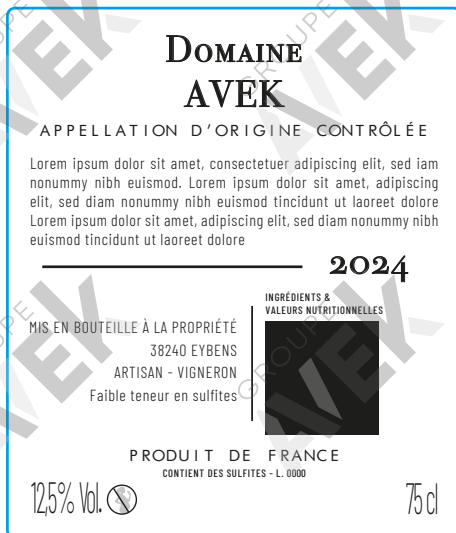 DOMAINE
AVEK
APPELLATION D'ORIGINE CONTRÔLÉE
Lorem ipsum dolor sit amet, consectetuer adipiscing elit, sed iam
nonummy nibh euismod. Lorem ipsum dolor sit amet, adipiscing
elit, sed diam nonummy nibh euismod tincidunt ut laoreet dolore
Lorem ipsum dolor sit amet, adipiscing elit, sed diam nonummy nibh
euismod tincidunt ut laoreet dolore
2024
INGRÉDIENTS &
VALEURS NUTRITIONNELLES
MIS EN BOUTEILLE À LA PROPRIÉTÉ
38240 EYBENS
ARTISAN - VIGNERON
Faible teneur en sulfites
PRODUIT DE FRANCE
CONTIENT DES SULFITES - L. 0000
12,5% Vol.
75 cl
GROUPE
AVEK